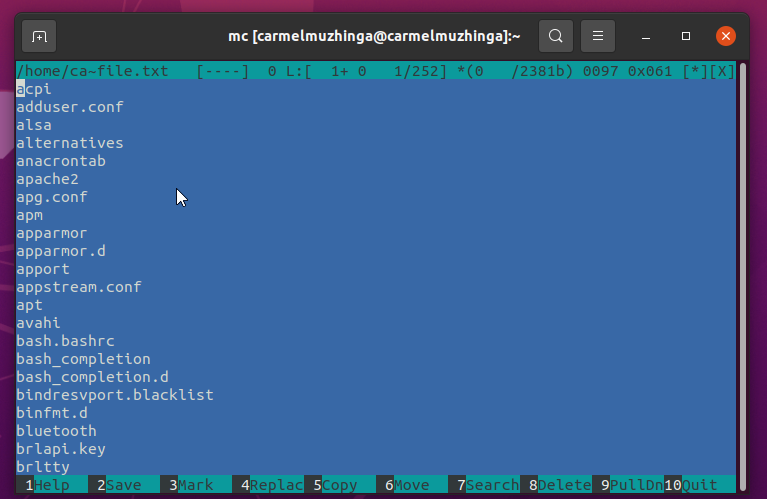 mc [carmelmuzhinga@carmelmuzhinga]:~
/home/ca~file.txt [----] 0 L:[ 1+ 0 1/252] *(0 /2381b) 0097 0x061 [*][X]
acpi
adduser.conf
alsa
alternatives
anacrontab
apache2
apg.conf
apm
apparmor
apparmor.d
apport
appstream.conf
apt
avahi
bash.bashrc
bash_completion
bash_completion.d
bindresvport.blacklist
binfmt.d
bluetooth
brlapi.key
brltty
1Help 2Save 3Mark 4Replac 5Copy 6Move 7Search 8Delete 9PullDn 10Quit